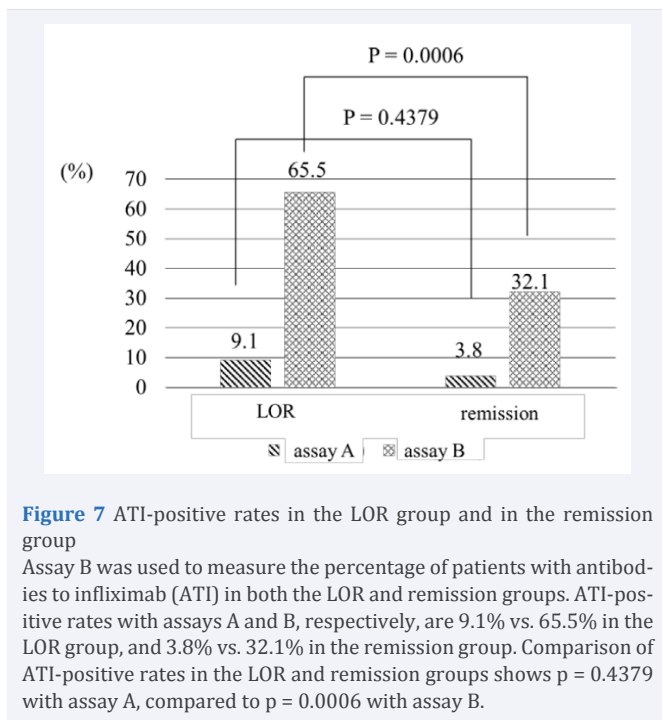 P = 0.0006
P = 0.4379
(%)
70
60
50
40
30
20
10
0
65.5
32.1
9.1
3.8
LOR
remission
assay A
assay B
Figure 7 ATI-positive rates in the LOR group and in the remission
group
Assay B was used to measure the percentage of patients with antibod-
ies to infliximab (ATI) in both the LOR and remission groups. ATI-pos-
itive rates with assays A and B, respectively, are 9.1% vs. 65.5% in the
LOR group, and 3.8% vs. 32.1% in the remission group. Comparison of
ATI-positive rates in the LOR and remission groups shows p = 0.4379
with assay A, compared to p = 0.0006 with assay B.